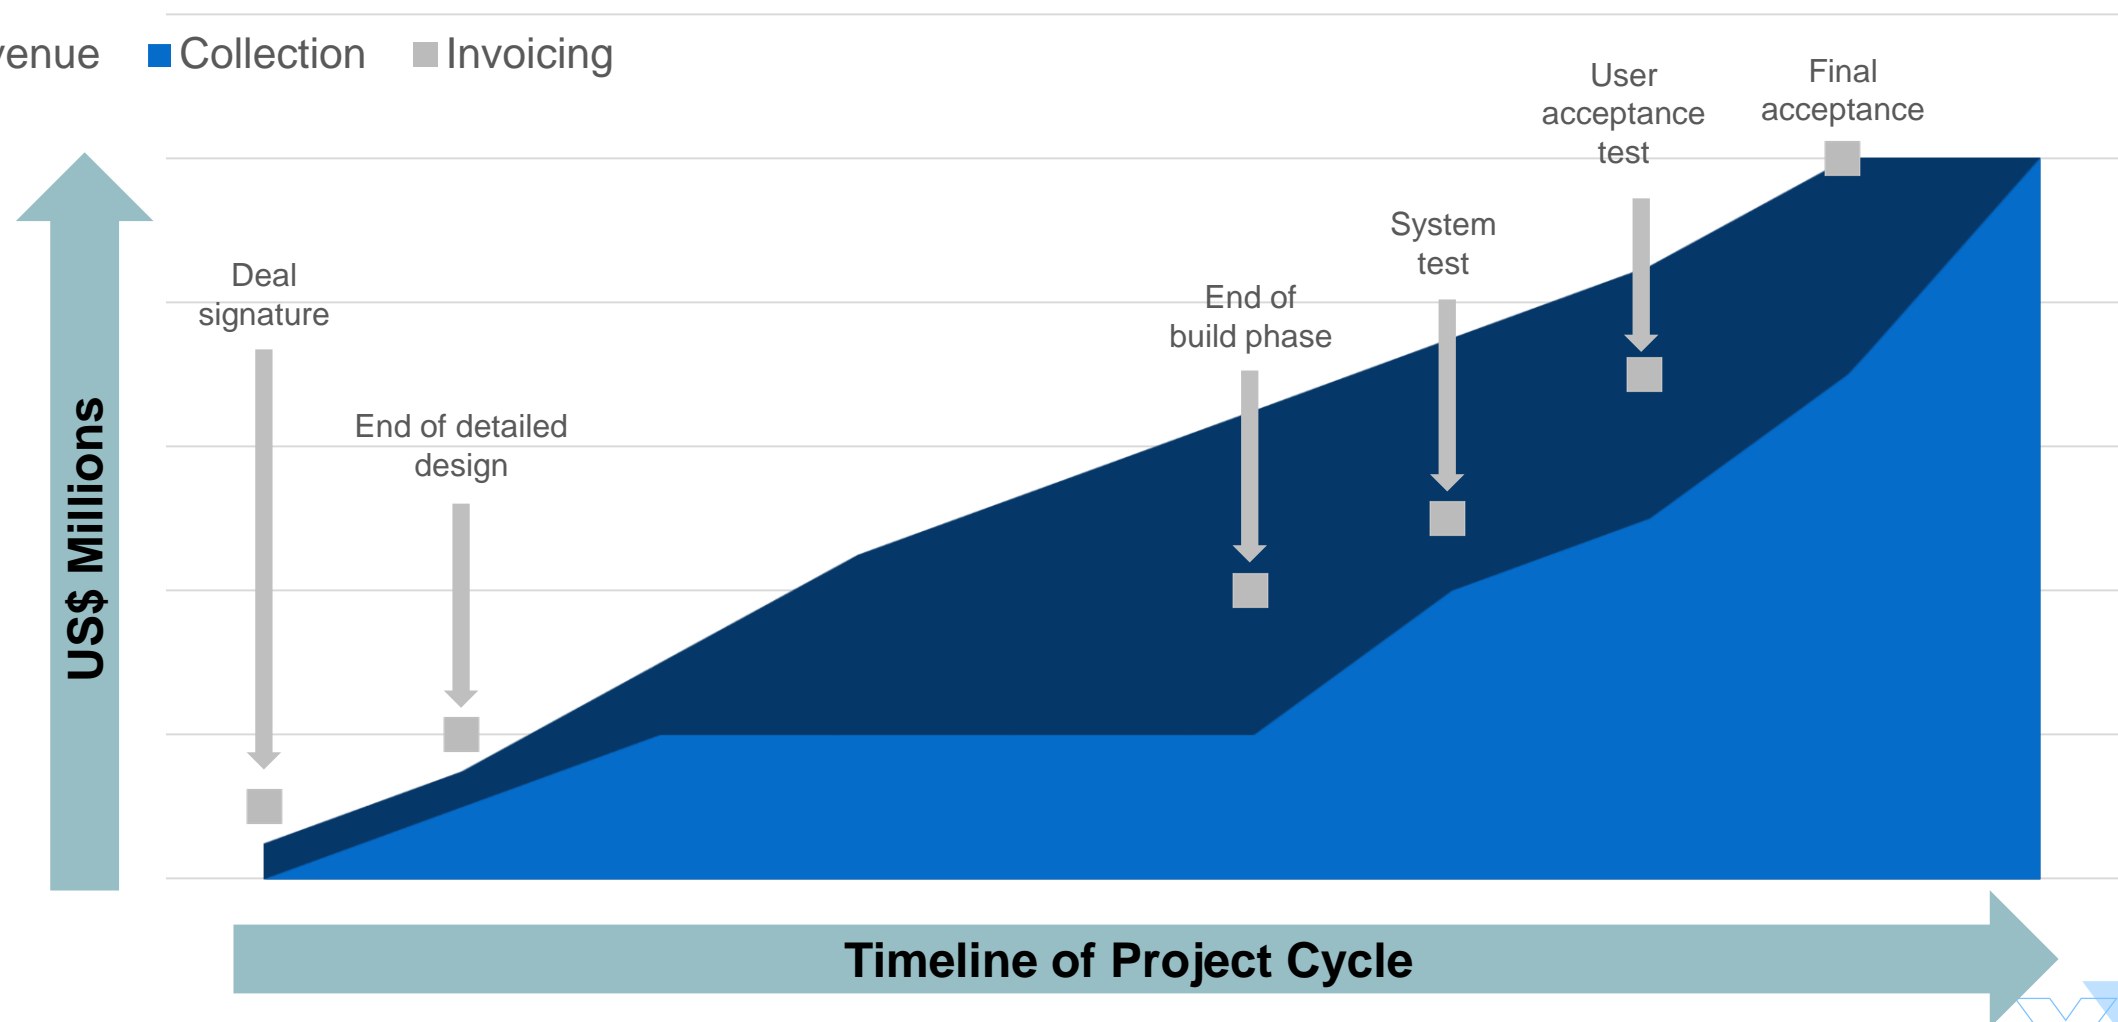 venue Collection Invoicing
User
acceptance
test
Final
acceptance
System
test
Deal
signature
End of
build phase
End of detailed
design
US$ Millions
Timeline of Project Cycle